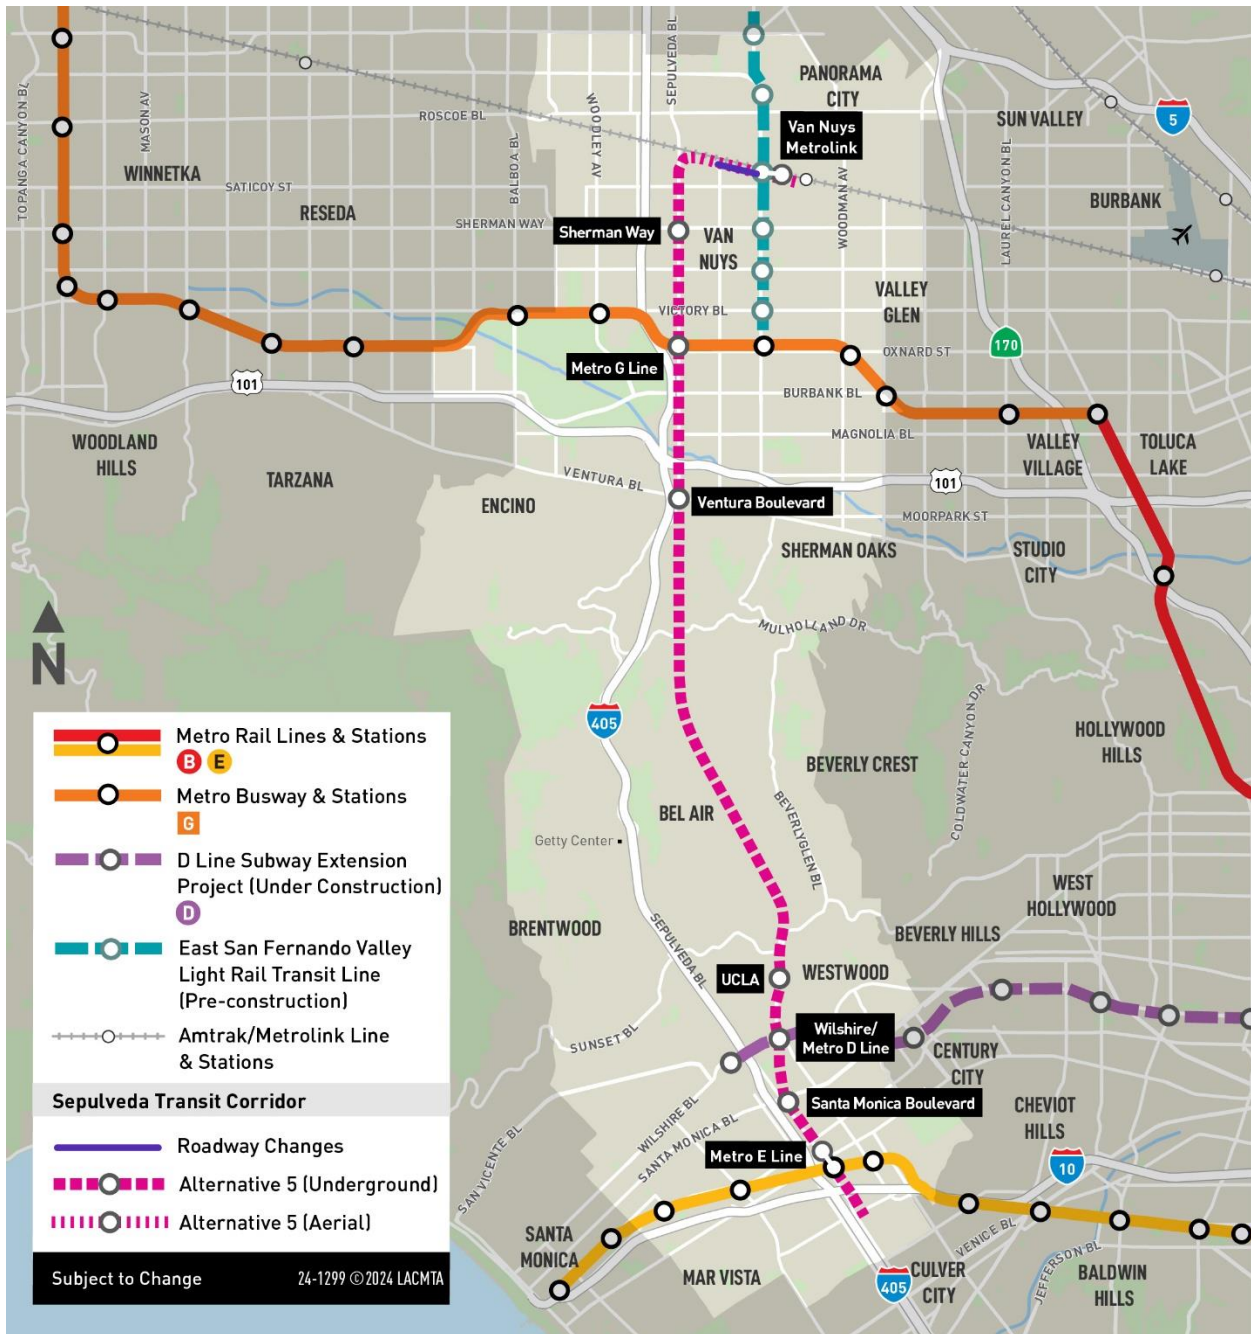 TOPANGA CANYON BL
MASON AV
WINNETKA
RESEDA
SATICOY ST
ROSCOE BL
BALBOA BL
SHERMAN WAY
WOODLEY AV
SEPULVEDA BL
VAN NUYS BL
PANORAMA
CITY
Van Nuys
Metrolink
SUN VALLEY
5
LAUREL CANYON BL
WOODMAN AV
BURBANK
Sherman Way
VAN
NUYS
VICTORY BL
VALLEY
GLEN
Metro G Line
OXNARD ST
170
101
BURBANK BL
MAGNOLIA BL
WOODLAND
HILLS
TARZANA
VENTURA BL
ENCINO
Ventura Boulevard
VALLEY
VILLAGE
TOLUCA
LAKE
101
MOORPARK ST
SHERMAN OAKS
STUDIO
CITY
MULHOLLAND DR
N
405
COLDWATER CANYON DR
HOLLYWOOD
HILLS
BEVERLY CREST
BEL AIR
BEVERLYGLEN BL
Getty Center
WEST
HOLLYWOOD
BRENTWOOD
SEPULVEDA BL
BEVERLY HILLS
UCLA
WESTWOOD
SUNSET BL
Wilshire/
Metro D Line
CENTURY
CITY
WILSHIRE BL
SANTA MONICA BL
Santa Monica Boulevard
CHEVIOT
HILLS
SAN VICENTE BL
Metro E Line
10
SANTA
MONICA
VENICE BL
JEFFERSON BL
MAR VISTA
405
CULVER
CITY
BALDWIN
HILLS
Metro Rail Lines & Stations
B E
Metro Busway & Stations
G
D Line Subway Extension
Project (Under Construction)
D
East San Fernando Valley
Light Rail Transit Line
(Pre-construction)
Amtrak/Metrolink Line
& Stations
Sepulveda Transit Corridor
Roadway Changes
Alternative 5 (Underground)
Alternative 5 (Aerial)
Subject to Change 24-1299 ©2024 LACMTA